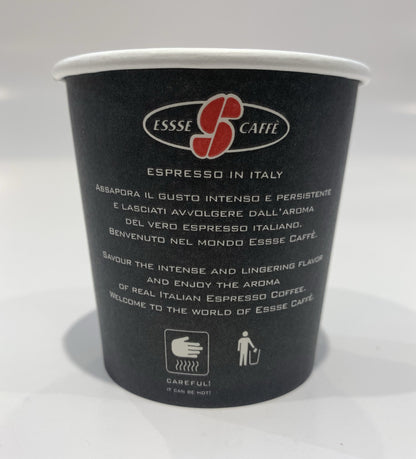 ESSSE S CAFFÈ
ESPRESSO IN ITALY
ASSAPORA IL GUSTO INTENSO E PERSISTENTE
E LASCIATI AVVOLGERE DALL'AROMA
DEL VERO ESPRESSO ITALIANO.
BENVENUTO NEL MONDO ESSSE CAFFÈ.
SAVOUR THE INTENSE AND LINGERING FLAVOR
AND ENJOY THE AROMA
OF REAL ITALIAN ESPRESSO COFFEE.
WELCOME TO THE WORLD OF ESSSE CAFFÈ.
CAREFUL!
IT CAN BE HOT!